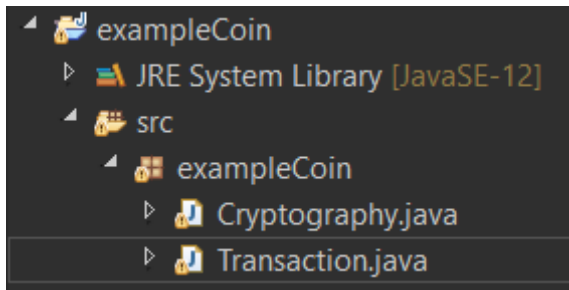 exampleCoin
JRE System Library [JavaSE-12]
src
exampleCoin
Cryptography.java
Transaction.java